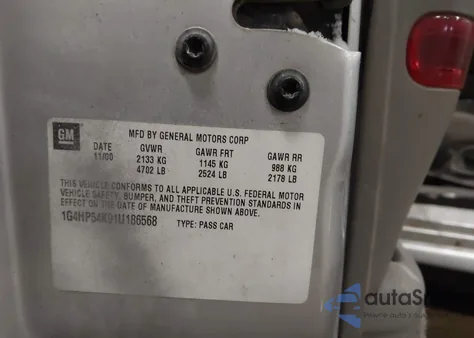 GM
MFD BY GENERAL MOTORS CORP
DATE GVWR GAWR FRT GAWR RR
11/00 2133 KG 1145 KG 988 KG
4702 LB 2524 LB 2178 LB
THIS VEHICLE CONFORMS TO ALL APPLICABLE U.S. FEDERAL MOTOR
VEHICLE SAFETY, BUMPER, AND THEFT PREVENTION STANDARDS IN
EFFECT ON THE DATE OF MANUFACTURE SHOWN ABOVE.
1G4HP54K91U186568 TYPE: PASS CAR